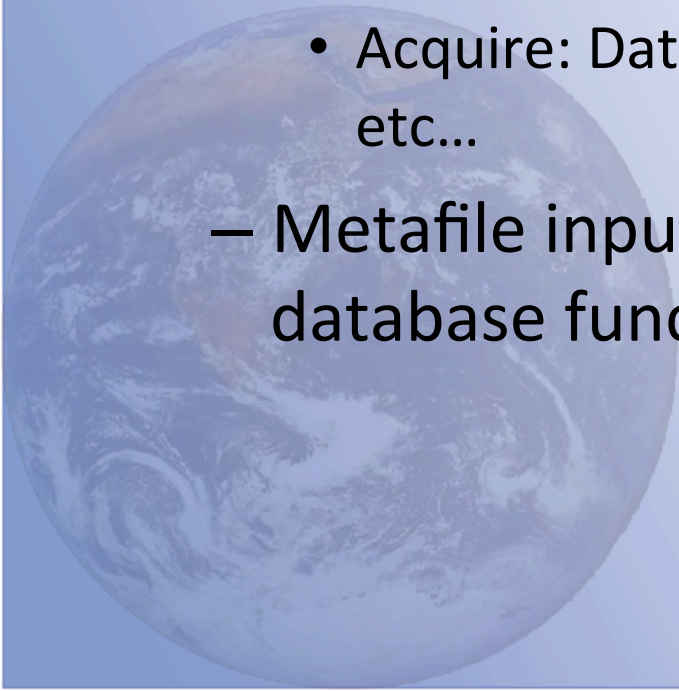 • Acquire: Dat
etc…
– Metafile inpu
database func